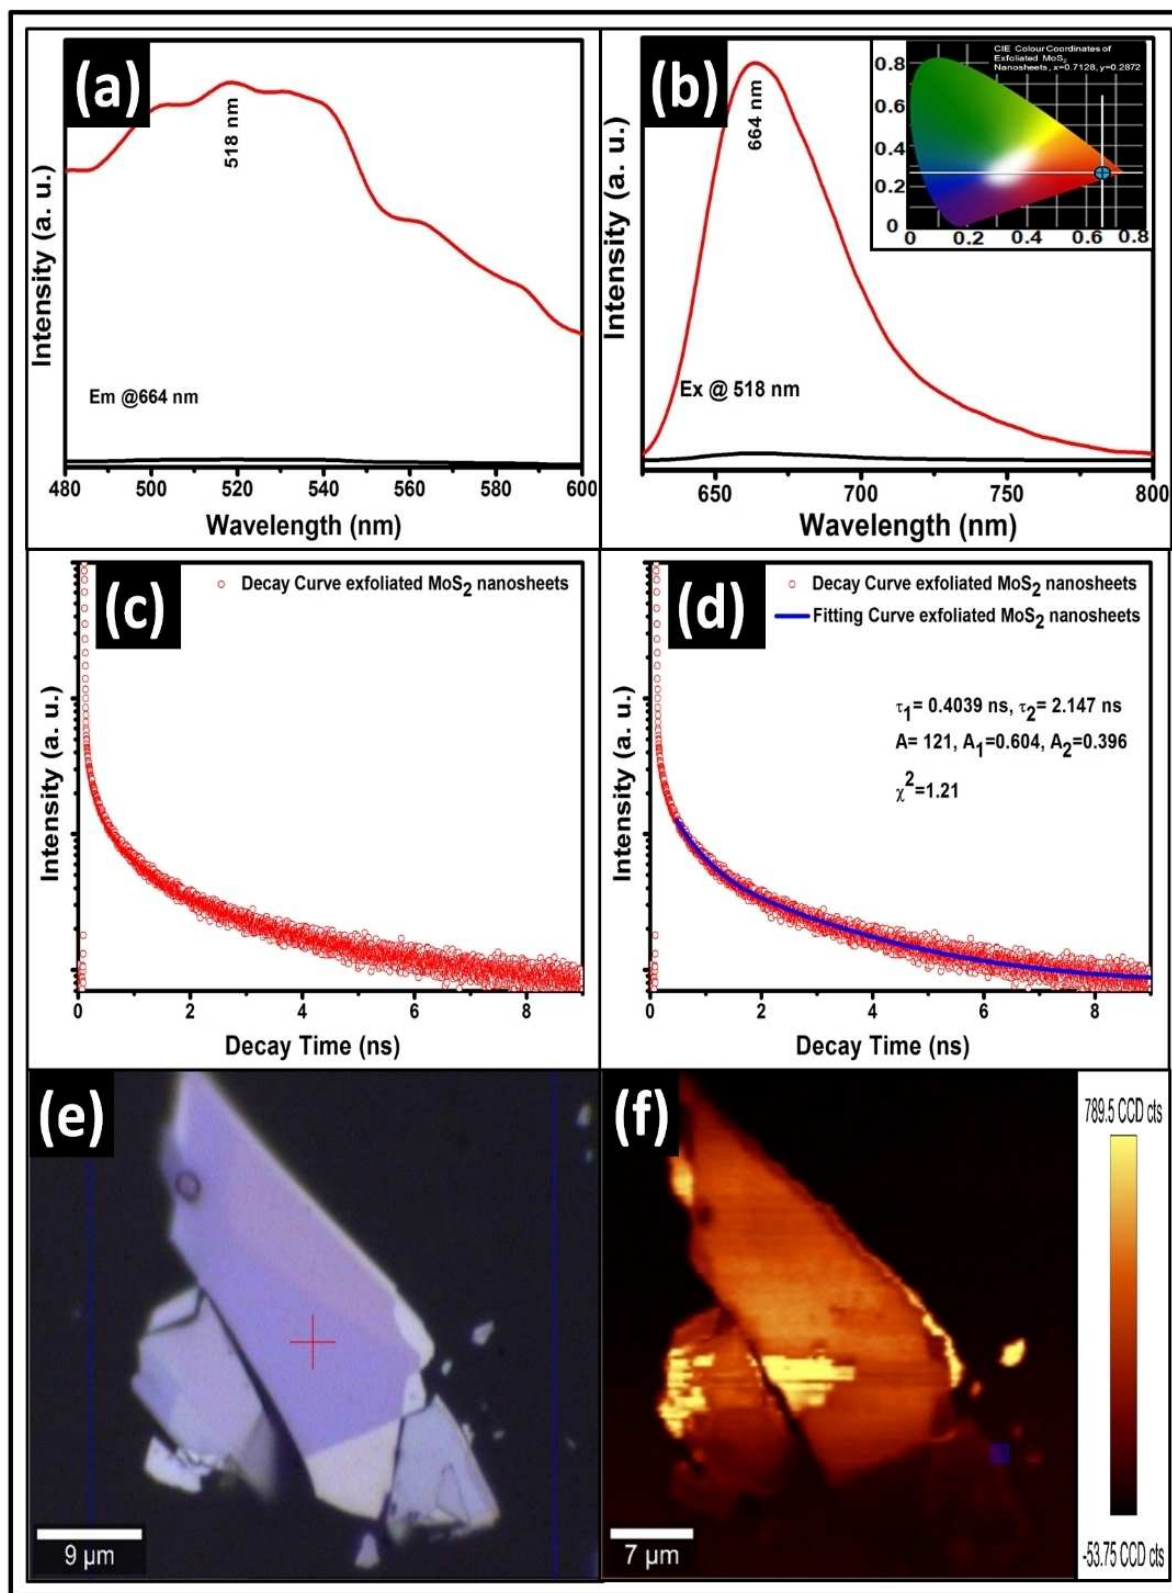 (a)
518 nm
Em @664 nm
Intensity (a. u.)
480 500 520 540 560 580 600
Wavelength (nm)
(b)
664 nm
CIE Colour Coordinates of
Exfoliated MoS2
Nanosheets, x=0.7128, y=0.2872
0.8
0.6
0.4
0.2
0
0 0.2 0.4 0.6 0.8
Ex @ 518 nm
Intensity (a. u.)
650 700 750 800
Wavelength (nm)
(c)
Decay Curve exfoliated MoS2 nanosheets
Intensity (a. u.)
0 2 4 6 8
Decay Time (ns)
(d)
Decay Curve exfoliated MoS2 nanosheets
Fitting Curve exfoliated MoS2 nanosheets
τ1= 0.4039 ns, τ2= 2.147 ns
A= 121, A1=0.604, A2=0.396
χ2=1.21
Intensity (a. u.)
0 2 4 6 8
Decay Time (ns)
(e)
9 µm
(f)
7 µm
789.5 CCD cts
-53.75 CCD cts